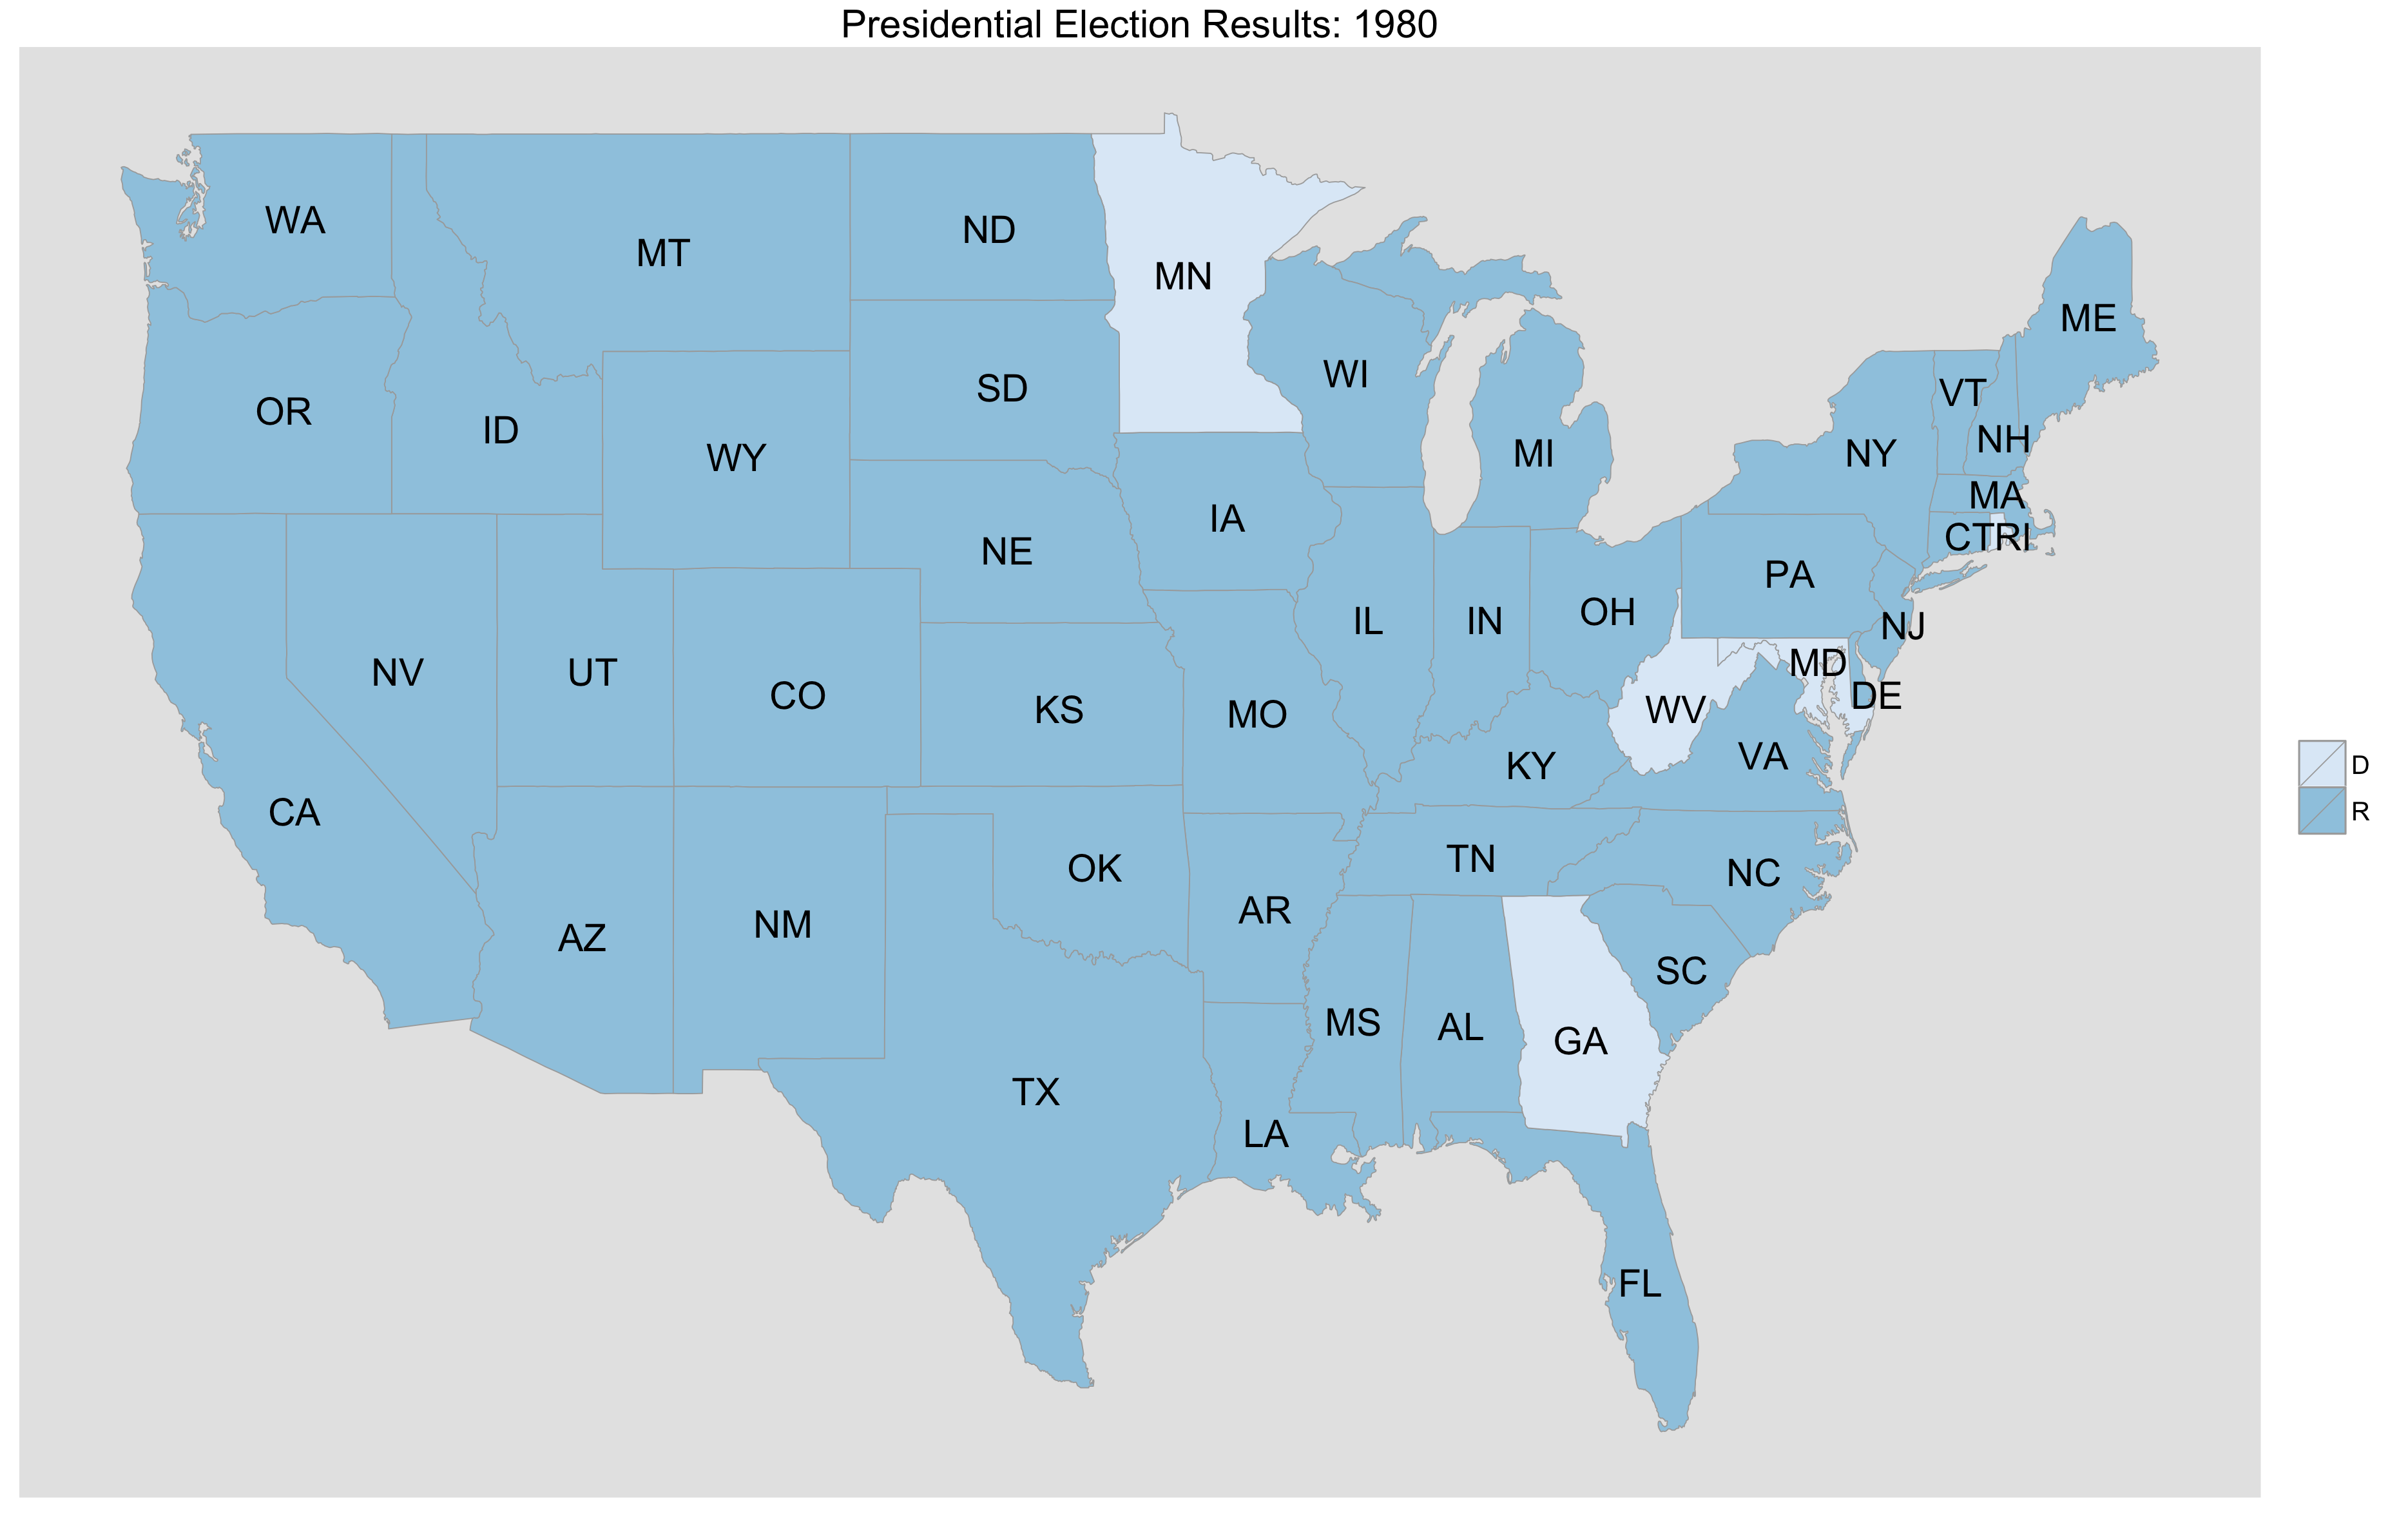 Presidential Election Results: 1980
WA
MT
ND
MN
ME
OR
ID
SD
WI
VT
NH
WY
MI
NY
MA
IA
CT
RI
NE
PA
NV
UT
CO
KS
MO
IL
IN
OH
NJ
MD
DE
WV
VA
KY
D
R
CA
AZ
NM
OK
AR
TN
NC
SC
MS
AL
GA
TX
LA
FL